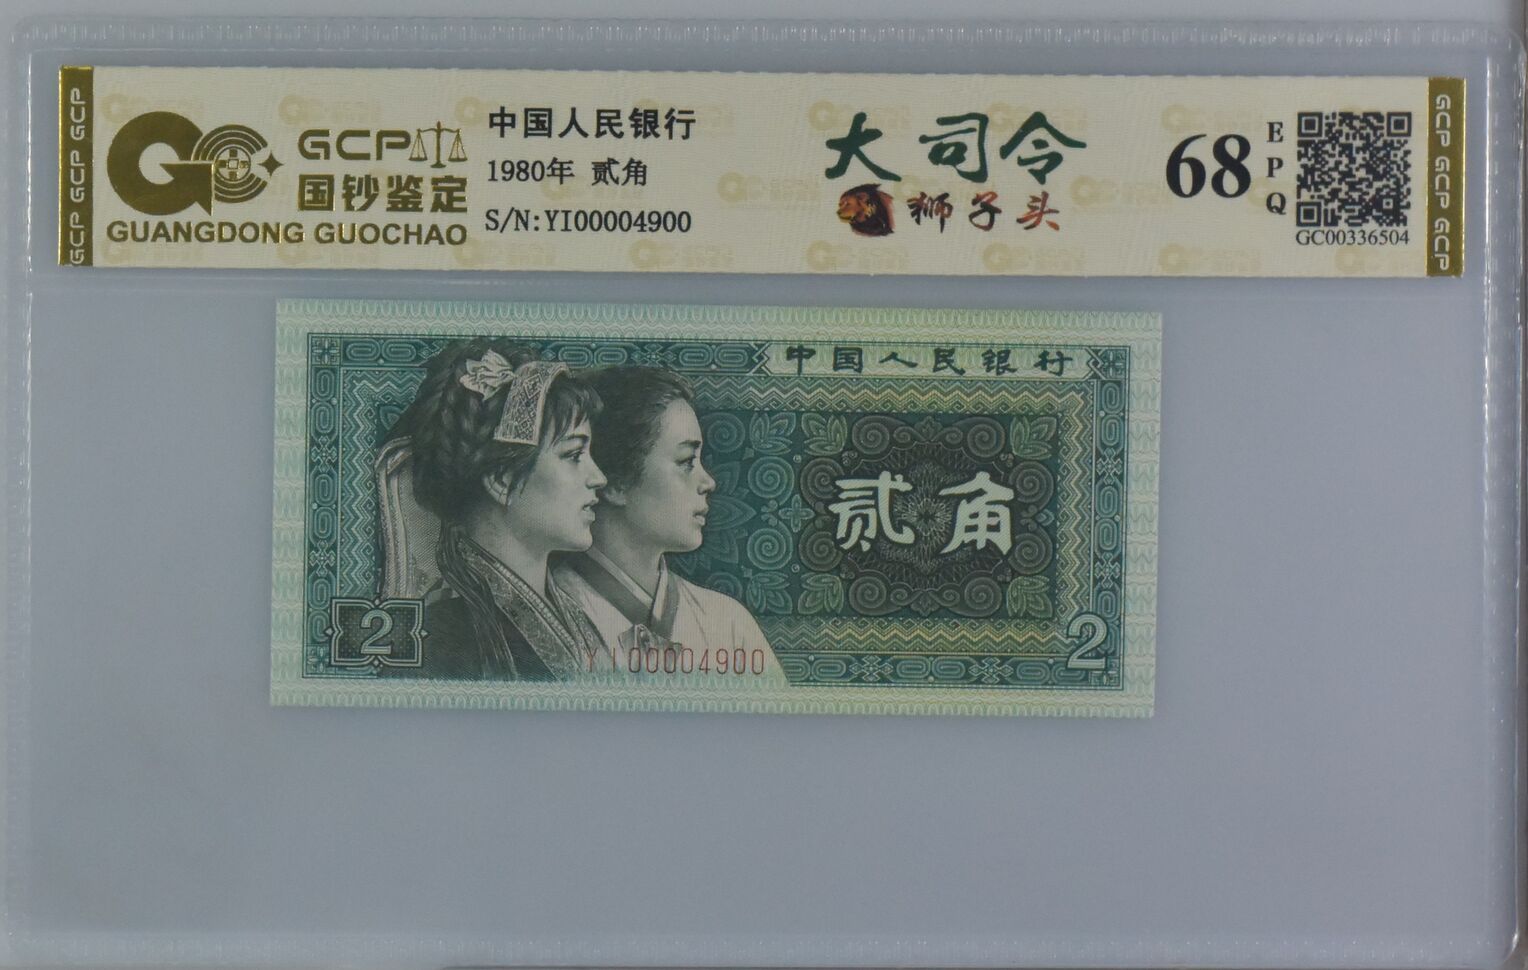 GCP GCP GCP
GCP
国钞鉴定
GUANGDONG GUOCHAO
中国人民银行
1980年 贰角
S/N:YI00004900
大司令
狮子头
68
EPQ
GC00336504
GCP GCP GCP
中国人民银行
贰角
2
YI00004900
2